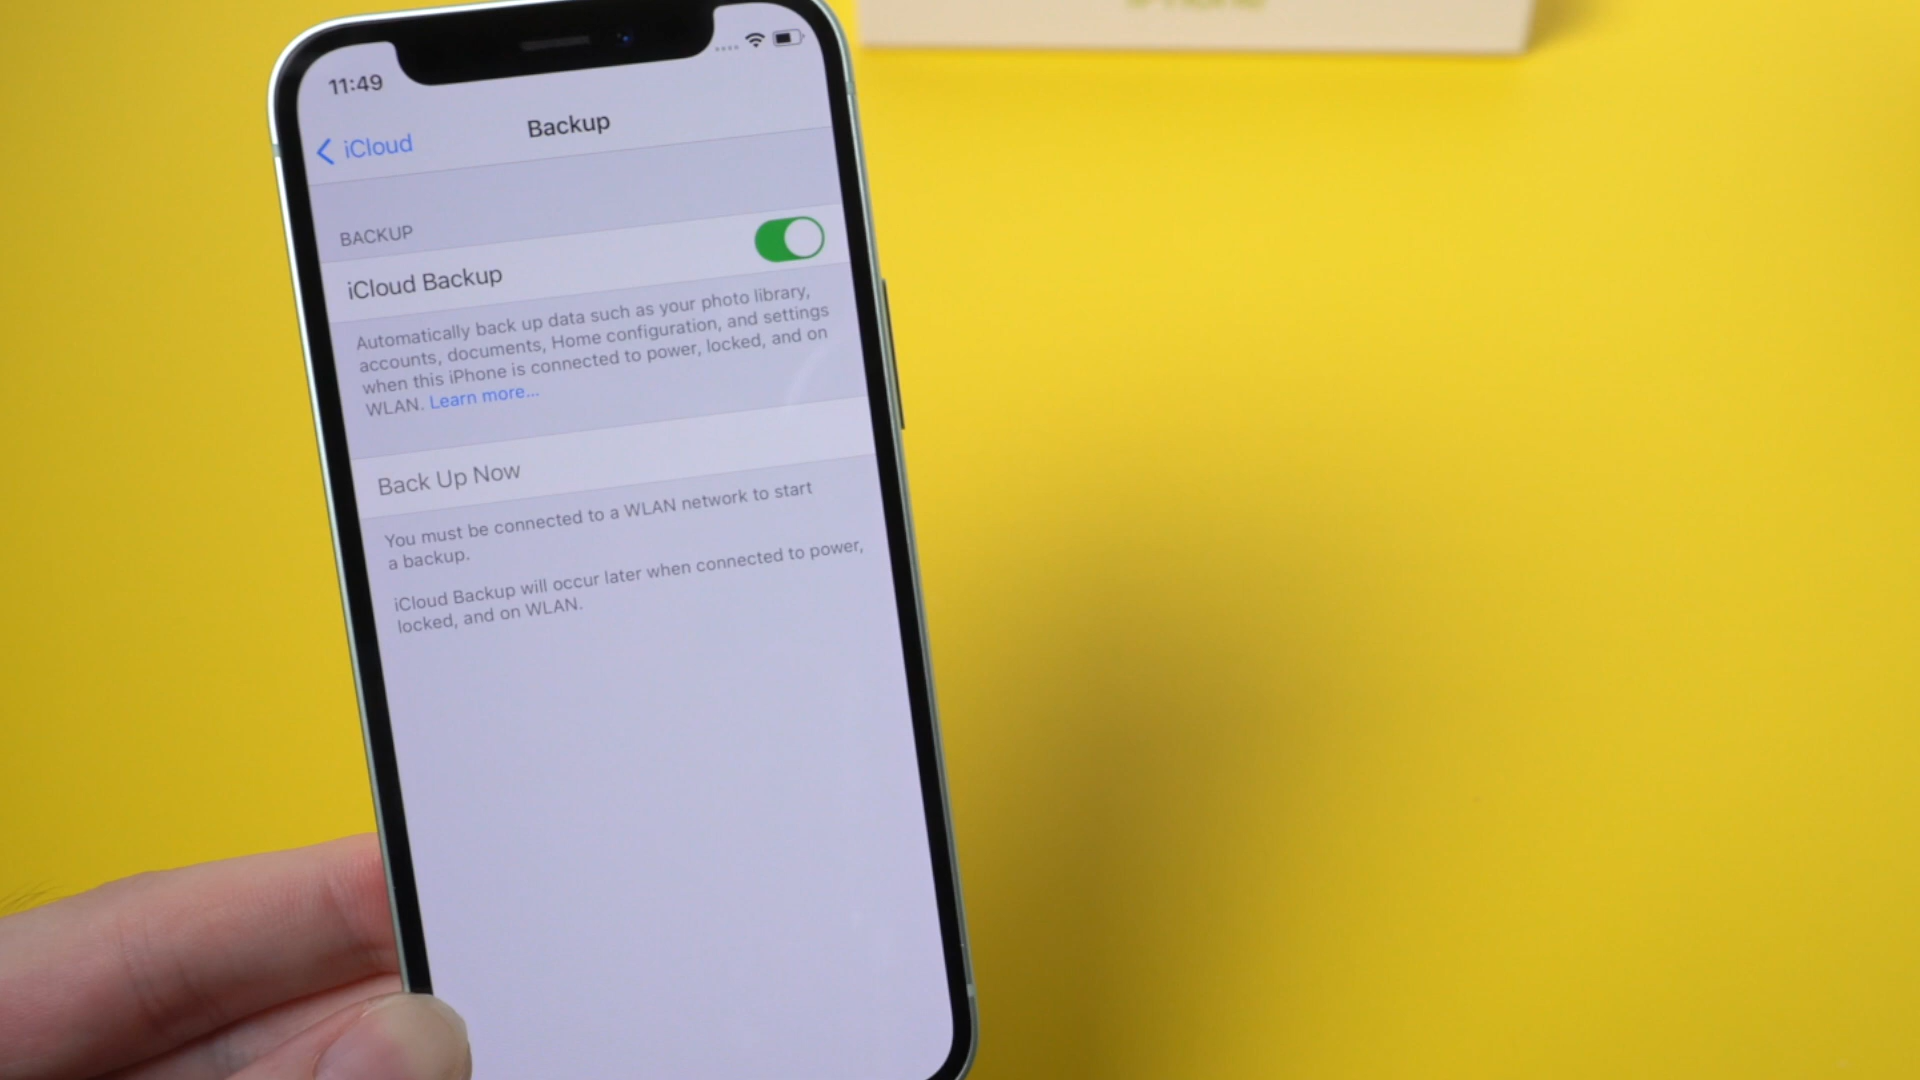 11:49
iCloud
Backup
BACKUP
iCloud Backup
Automatically back up data such as your photo library,
accounts, documents, Home configuration, and settings
when this iPhone is connected to power, locked, and on
WLAN. Learn more...
Back Up Now
You must be connected to a WLAN network to start
a backup.
iCloud Backup will occur later when connected to power,
locked, and on WLAN.